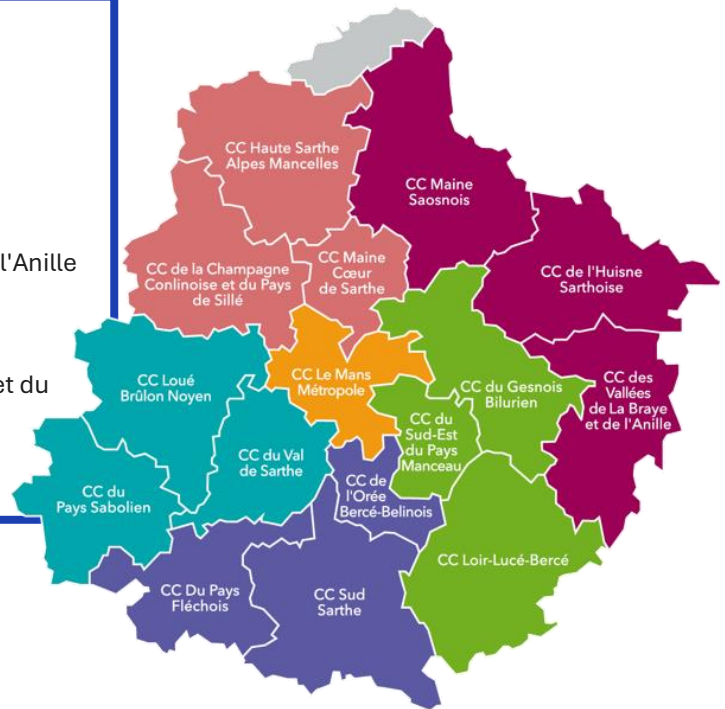 l'Anille
et du
CC Haute Sarthe
Alpes Mancelles
CC Maine
Saosnois
CC de la Champagne
Conlinoise et du Pays
de Sillé
CC Maine
Cœur
de Sarthe
CC de l'Huisne
Sarthoise
CC Loué
Brûlon Noyen
CC Le Mans
Métropole
CC du Gesnois
Bilurien
CC des
Vallées
de La Braye
et de l'Anille
CC du
Sud-Est
du Pays
Manceau
CC du Val
de Sarthe
CC du
Pays Sabolien
CC de
l'Orée
Bercé-Belinois
CC Loir-Lucé-Bercé
CC Du Pays
Fléchois
CC Sud
Sarthe